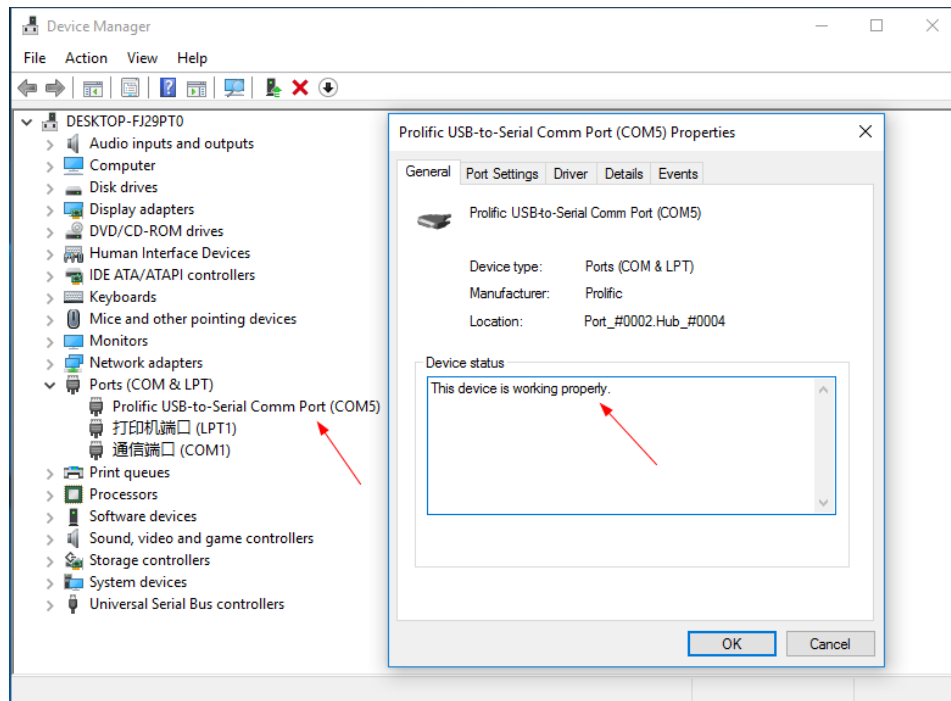 Device Manager
File Action View Help
DESKTOP-FJ29PT0
Audio inputs and outputs
Computer
Disk drives
Display adapters
DVD/CD-ROM drives
Human Interface Devices
IDE ATA/ATAPI controllers
Keyboards
Mice and other pointing devices
Monitors
Network adapters
Ports (COM & LPT)
Prolific USB-to-Serial Comm Port (COM5)
打印机端口 (LPT1)
通信端口 (COM1)
Print queues
Processors
Software devices
Sound, video and game controllers
Storage controllers
System devices
Universal Serial Bus controllers
Prolific USB-to-Serial Comm Port (COM5) Properties
General Port Settings Driver Details Events
Prolific USB-to-Serial Comm Port (COM5)
Device type: Ports (COM & LPT)
Manufacturer: Prolific
Location: Port_#0002.Hub_#0004
Device status
This device is working properly.
OK Cancel